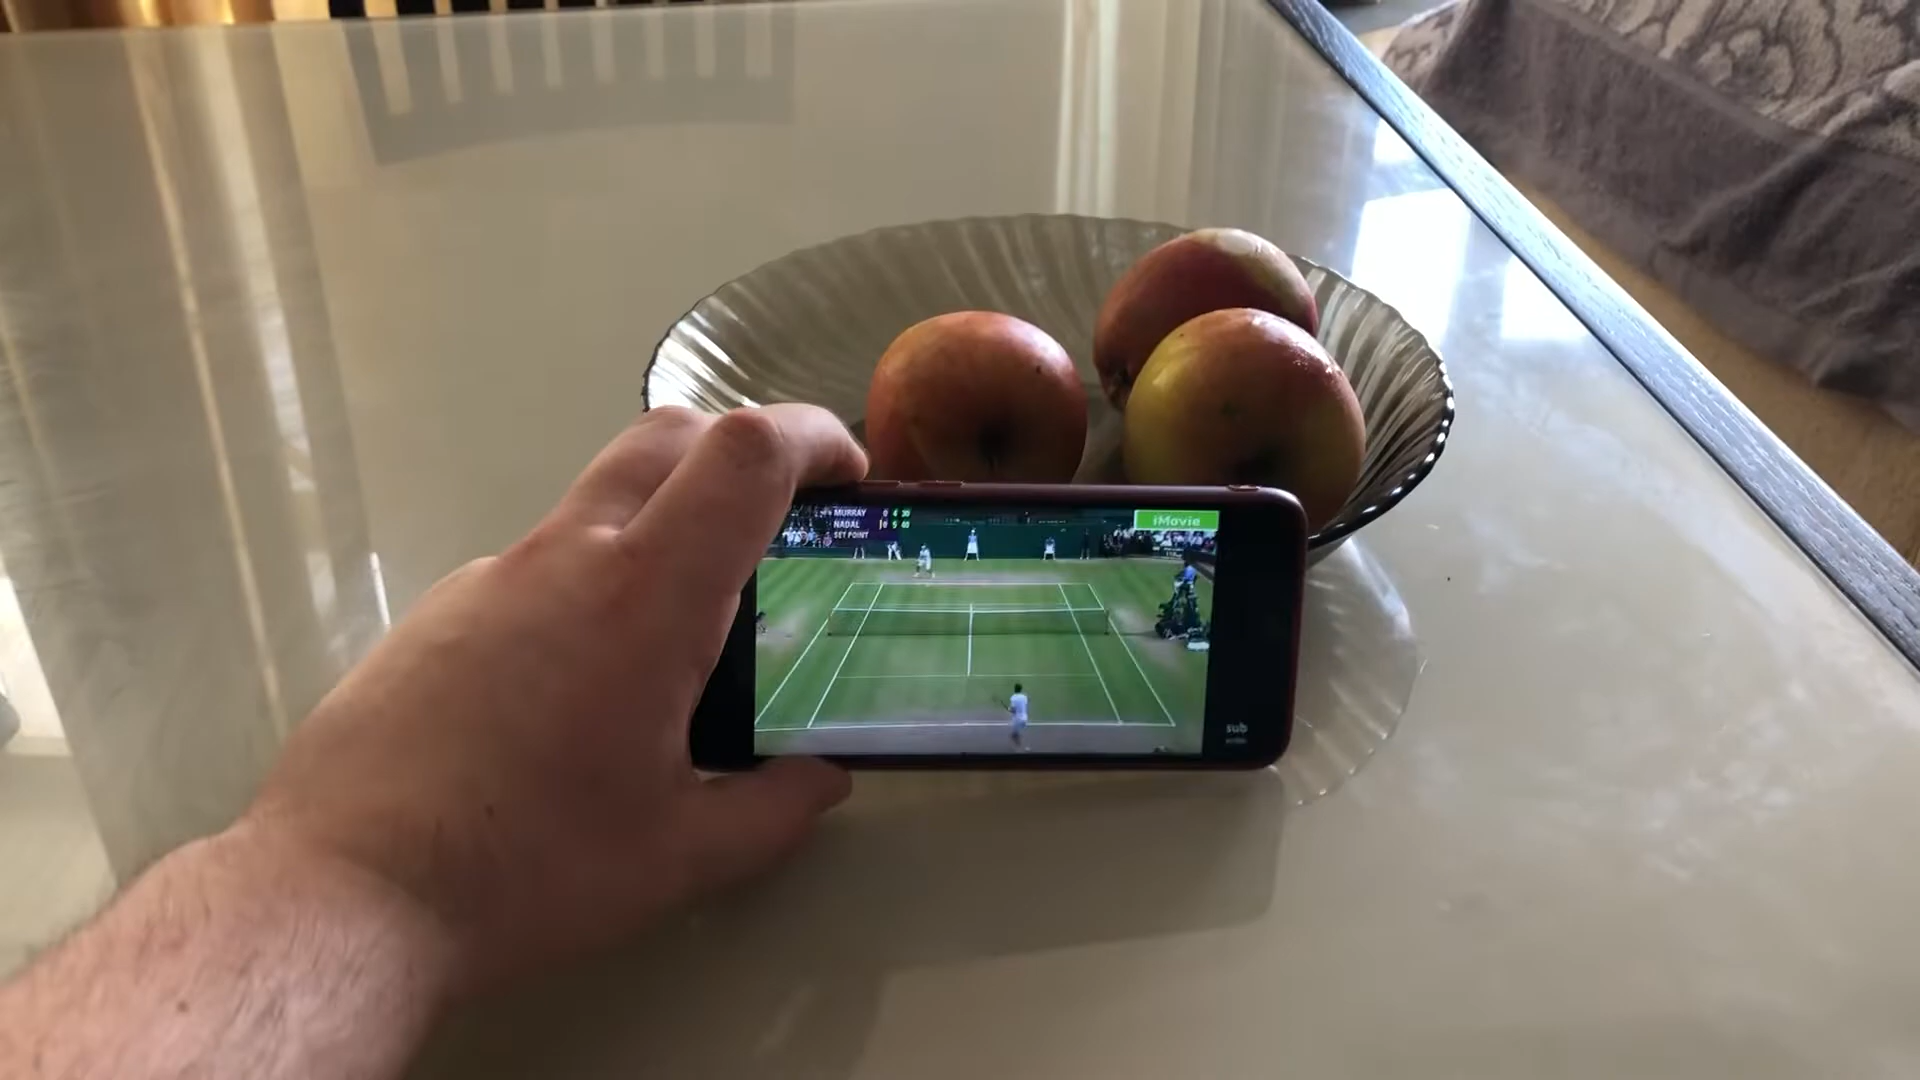 MURRAY 0 4 30
NADAL 0 5 40
SET POINT
iMovie
sub